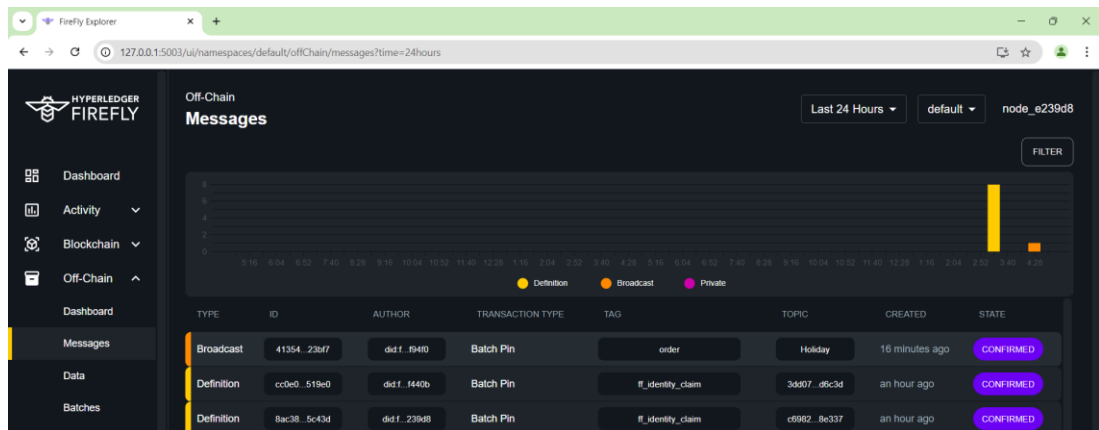 FireFly Explorer
127.0.0.1:5003/ui/namespaces/default/offChain/messages?time=24hours
HYPERLEDGER
FIREFLY
Off-Chain
Messages
Last 24 Hours
default
node_e239d8
FILTER
Dashboard
Activity
Blockchain
Off-Chain
Dashboard
Messages
Data
Batches
8
6
4
2
0
5:16 6:04 6:52 7:40 8:28 9:16 10:04 10:52 11:40 12:28 1:16 2:04 2:52 3:40 4:28 5:16 6:04 6:52 7:40 8:28 9:16 10:04 10:52 11:40 12:28 1:16 2:04 2:52 3:40 4:28
Definition Broadcast Private
TYPE ID AUTHOR TRANSACTION TYPE TAG TOPIC CREATED STATE
Broadcast 41354...23bf7 did:f...f94f0 Batch Pin order Holiday 16 minutes ago CONFIRMED
Definition cc0e0...519e0 did:f...f440b Batch Pin ff_identity_claim 3dd07...d6c3d an hour ago CONFIRMED
Definition 8ac38...5c43d did:f...239d8 Batch Pin ff_identity_claim c6982...8e337 an hour ago CONFIRMED